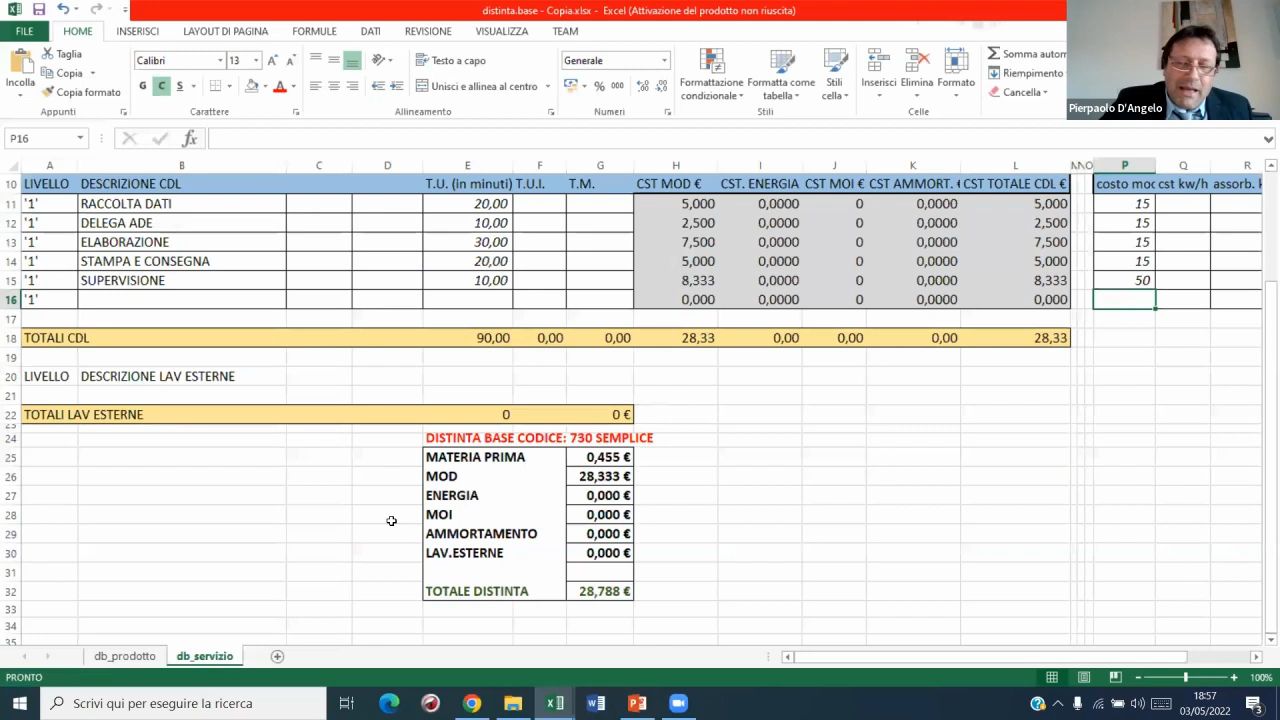 distinta.base - Copia.xlsx - Excel (Attivazione del prodotto non riuscita)
FILE HOME INSERISCI LAYOUT DI PAGINA FORMULE DATI REVISIONE VISUALIZZA TEAM
Incolla Taglia Copia Copia formato Appunti
Calibri 13 G C S Carattere
Testo a capo Unisci e allinea al centro Allineamento
Generale % 000 Numeri
Formattazione condizionale Formatta come tabella Stili cella Stili
Inserisci Elimina Formato Celle
Somma autom Riempimento Cancella
Pierpaolo D'Angelo
P16 fx
A B C D E F G H I J K L P Q R
10 LIVELLO DESCRIZIONE CDL T.U. (in minuti) T.U.I. T.M. CST MOD € CST. ENERGIA CST MOI € CST AMMORT. CST TOTALE CDL € costo mod cst kw/h assorb.
11 '1' RACCOLTA DATI 20,00 5,000 0,0000 0 0,0000 5,000 15
12 '1' DELEGA ADE 10,00 2,500 0,0000 0 0,0000 2,500 15
13 '1' ELABORAZIONE 30,00 7,500 0,0000 0 0,0000 7,500 15
14 '1' STAMPA E CONSEGNA 20,00 5,000 0,0000 0 0,0000 5,000 15
15 '1' SUPERVISIONE 10,00 8,333 0,0000 0 0,0000 8,333 50
16 '1' 0,000 0,0000 0 0,0000 0,000
17
18 TOTALI CDL 90,00 0,00 0,00 28,33 0,00 0,00 0,00 28,33
19
20 LIVELLO DESCRIZIONE LAV ESTERNE
21
22 TOTALI LAV ESTERNE 0 0 €
23
24 DISTINTA BASE CODICE: 730 SEMPLICE
25 MATERIA PRIMA 0,455 €
26 MOD 28,333 €
27 ENERGIA 0,000 €
28 MOI 0,000 €
29 AMMORTAMENTO 0,000 €
30 LAV.ESTERNE 0,000 €
31
32 TOTALE DISTINTA 28,788 €
33
34
35
db_prodotto db_servizio
PRONTO 100%
Scrivi qui per eseguire la ricerca
18:57
03/05/2022
3